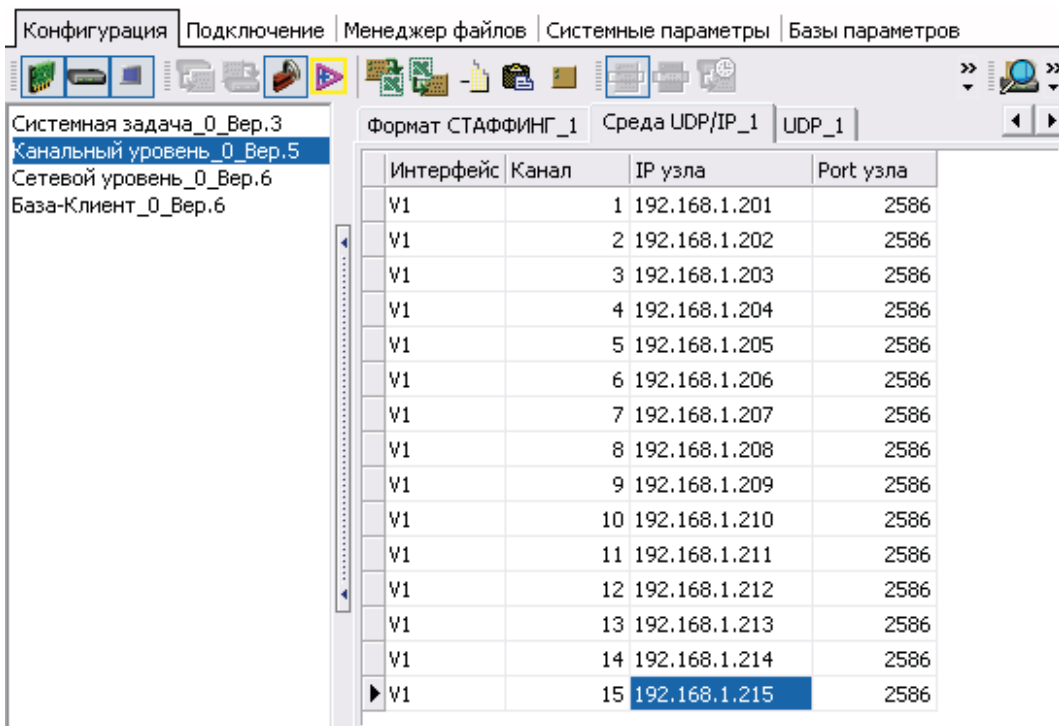 Конфигурация Подключение Менеджер файлов Системные параметры Базы параметров
Системная задача_0_Вер.3
Канальный уровень_0_Вер.5
Сетевой уровень_0_Вер.6
База-Клиент_0_Вер.6
Формат СТАФФИНГ_1 Среда UDP/IP_1 UDP_1
Интерфейс Канал IP узла Port узла
V1 1 192.168.1.201 2586
V1 2 192.168.1.202 2586
V1 3 192.168.1.203 2586
V1 4 192.168.1.204 2586
V1 5 192.168.1.205 2586
V1 6 192.168.1.206 2586
V1 7 192.168.1.207 2586
V1 8 192.168.1.208 2586
V1 9 192.168.1.209 2586
V1 10 192.168.1.210 2586
V1 11 192.168.1.211 2586
V1 12 192.168.1.212 2586
V1 13 192.168.1.213 2586
V1 14 192.168.1.214 2586
V1 15 192.168.1.215 2586